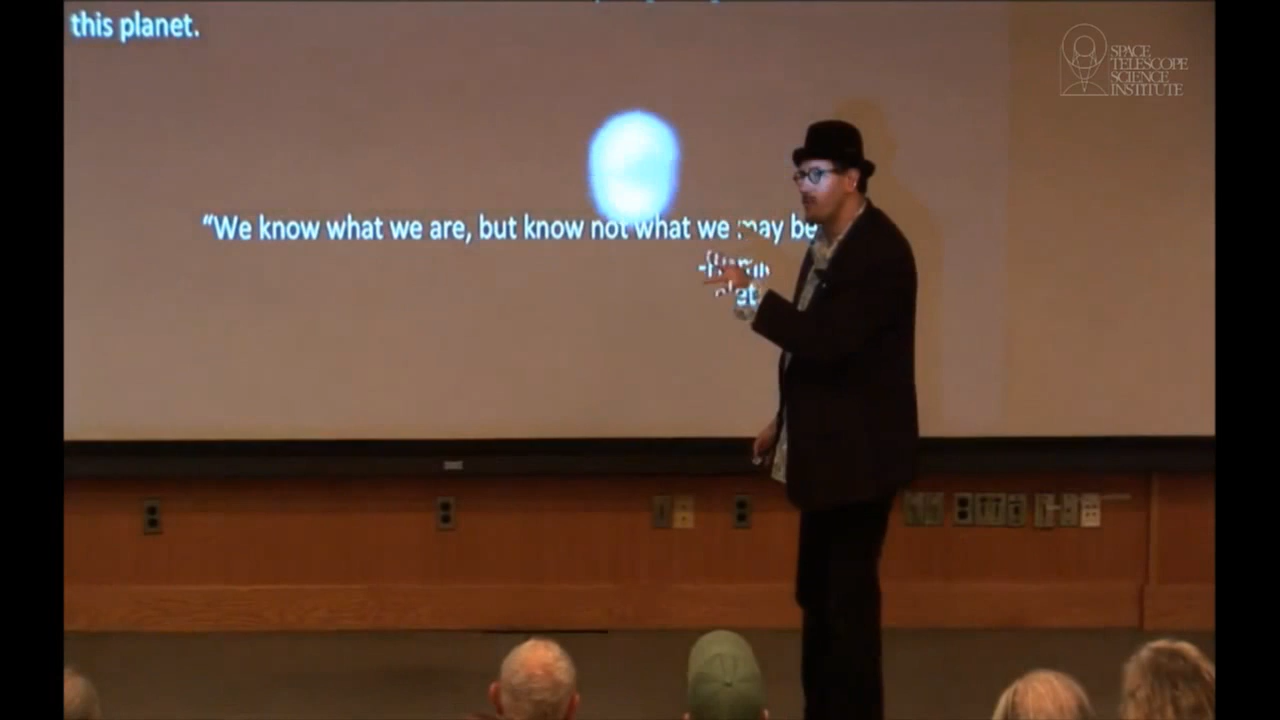 this planet.
SPACE
TELESCOPE
SCIENCE
INSTITUTE
“We know what we are, but know not what we may be